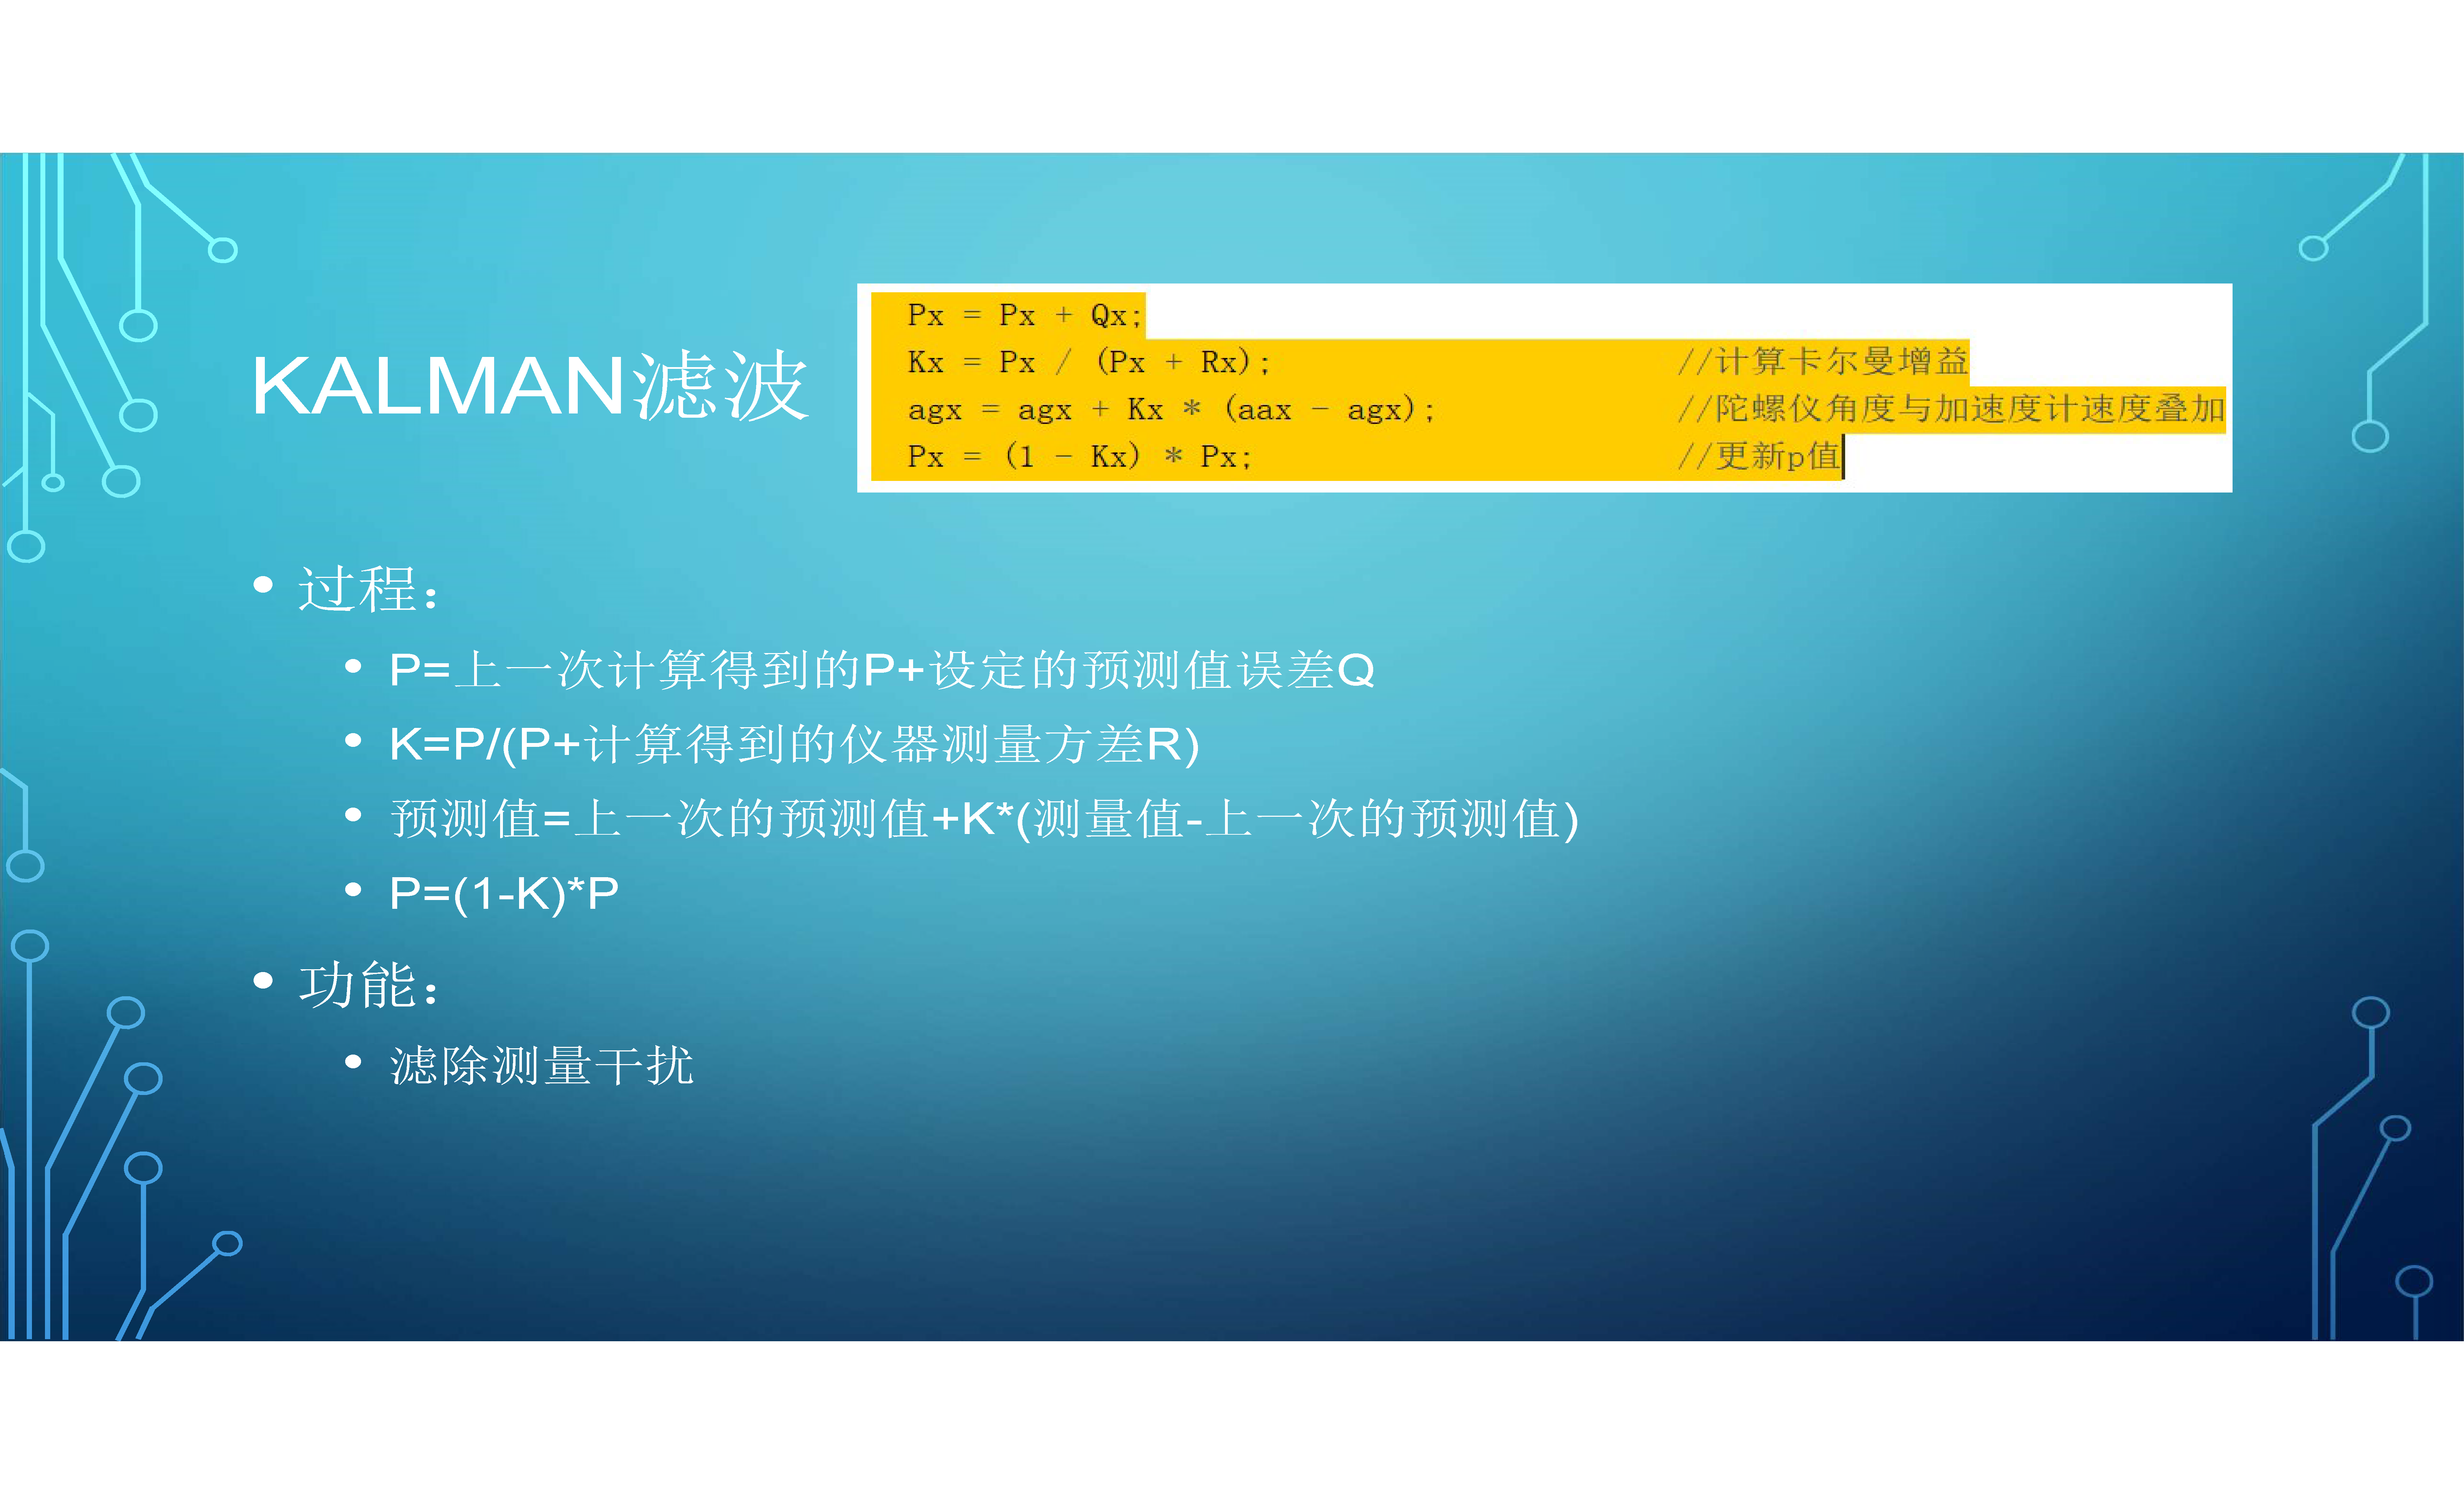 KALMAN滤波
Px = Px + Qx;
Kx = Px / (Px + Rx); //计算卡尔曼增益
agx = agx + Kx * (aax - agx); //陀螺仪角度与加速度计速度叠加
Px = (1 - Kx) * Px; //更新p值
• 过程：
• P=上一次计算得到的P+设定的预测值误差Q
• K=P/(P+计算得到的仪器测量方差R)
• 预测值=上一次的预测值+K*(测量值-上一次的预测值)
• P=(1-K)*P
• 功能：
• 滤除测量干扰